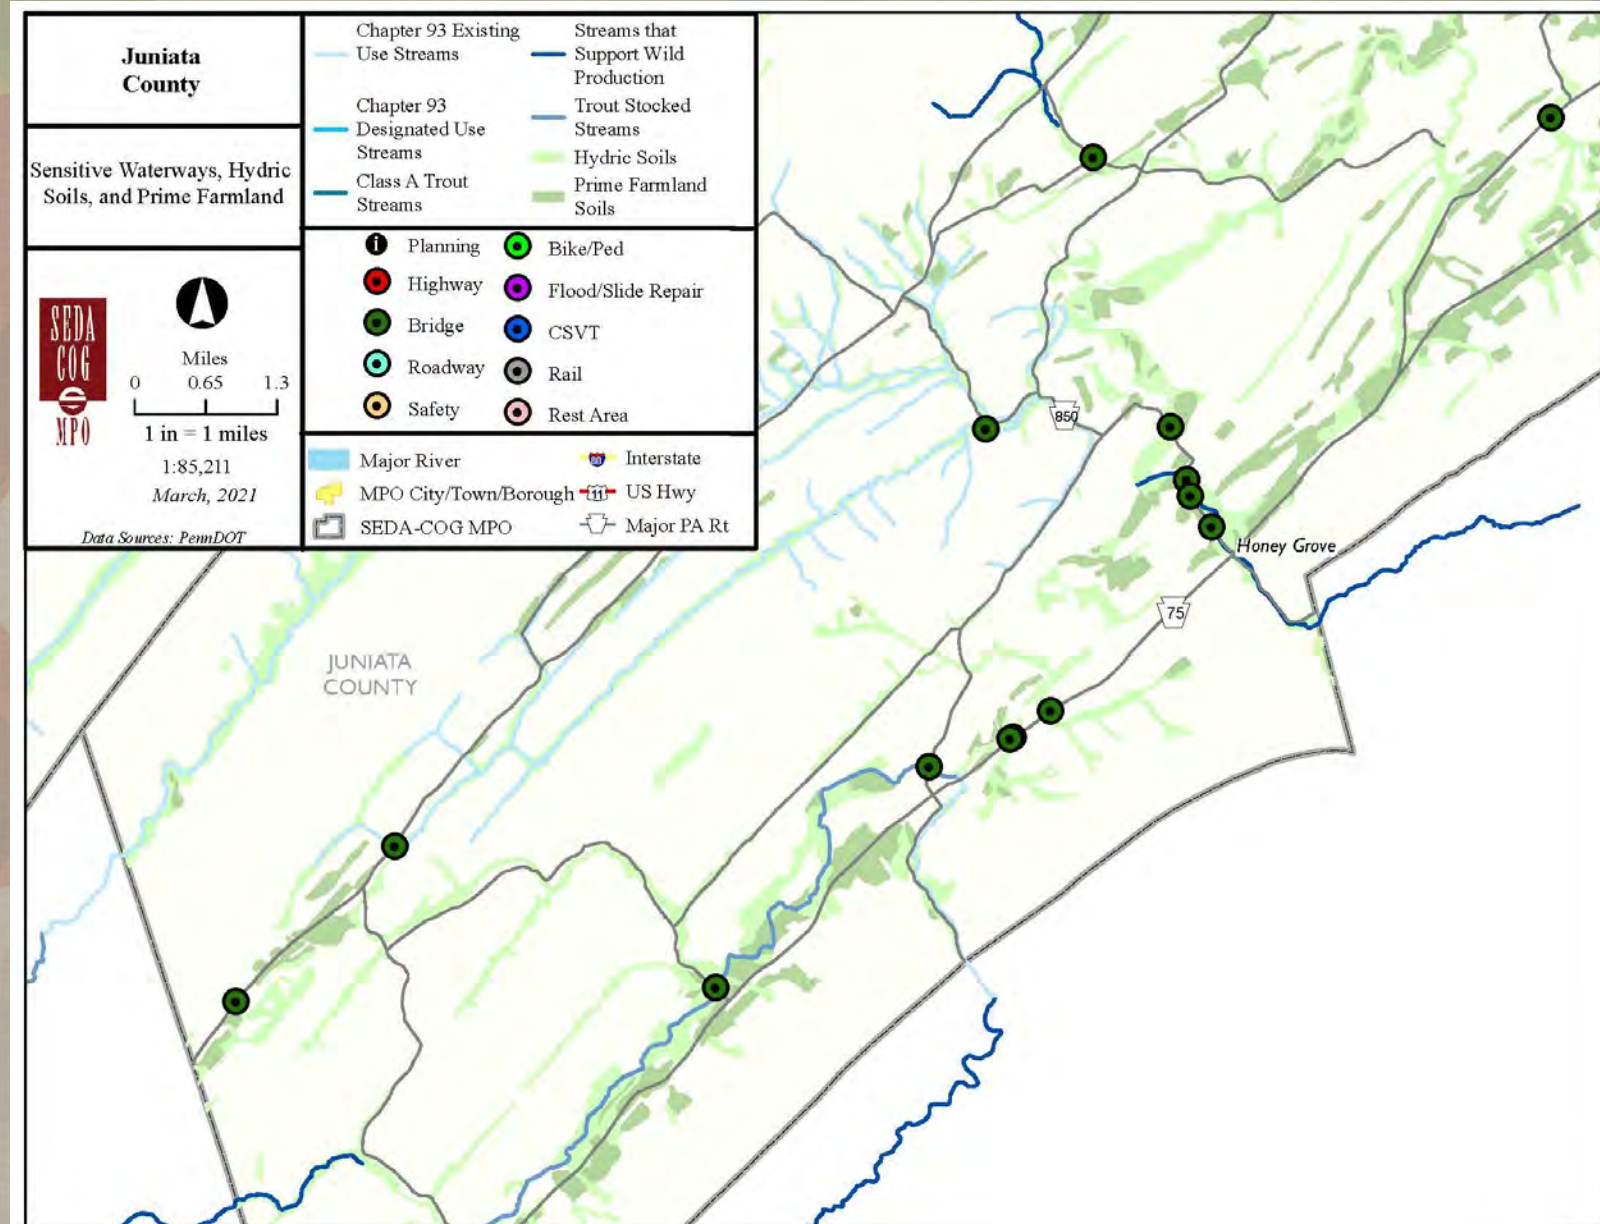 Juniata
County
Sensitive Waterways, Hydric
Soils, and Prime Farmland
SEDA
COG
MPO
Miles
0 0.65 1.3
1 in = 1 miles
1:85,211
March, 2021
Data Sources: PennDOT
Chapter 93 Existing
Use Streams
Chapter 93
Designated Use
Streams
Class A Trout
Streams
Streams that
Support Wild
Production
Trout Stocked
Streams
Hydric Soils
Prime Farmland
Soils
i Planning
Highway
Bridge
Roadway
Safety
Bike/Ped
Flood/Slide Repair
CSVT
Rail
Rest Area
Major River
MPO City/Town/Borough
SEDA-COG MPO
Interstate
11 US Hwy
Major PA Rt
850
Honey Grove
75
JUNIATA
COUNTY